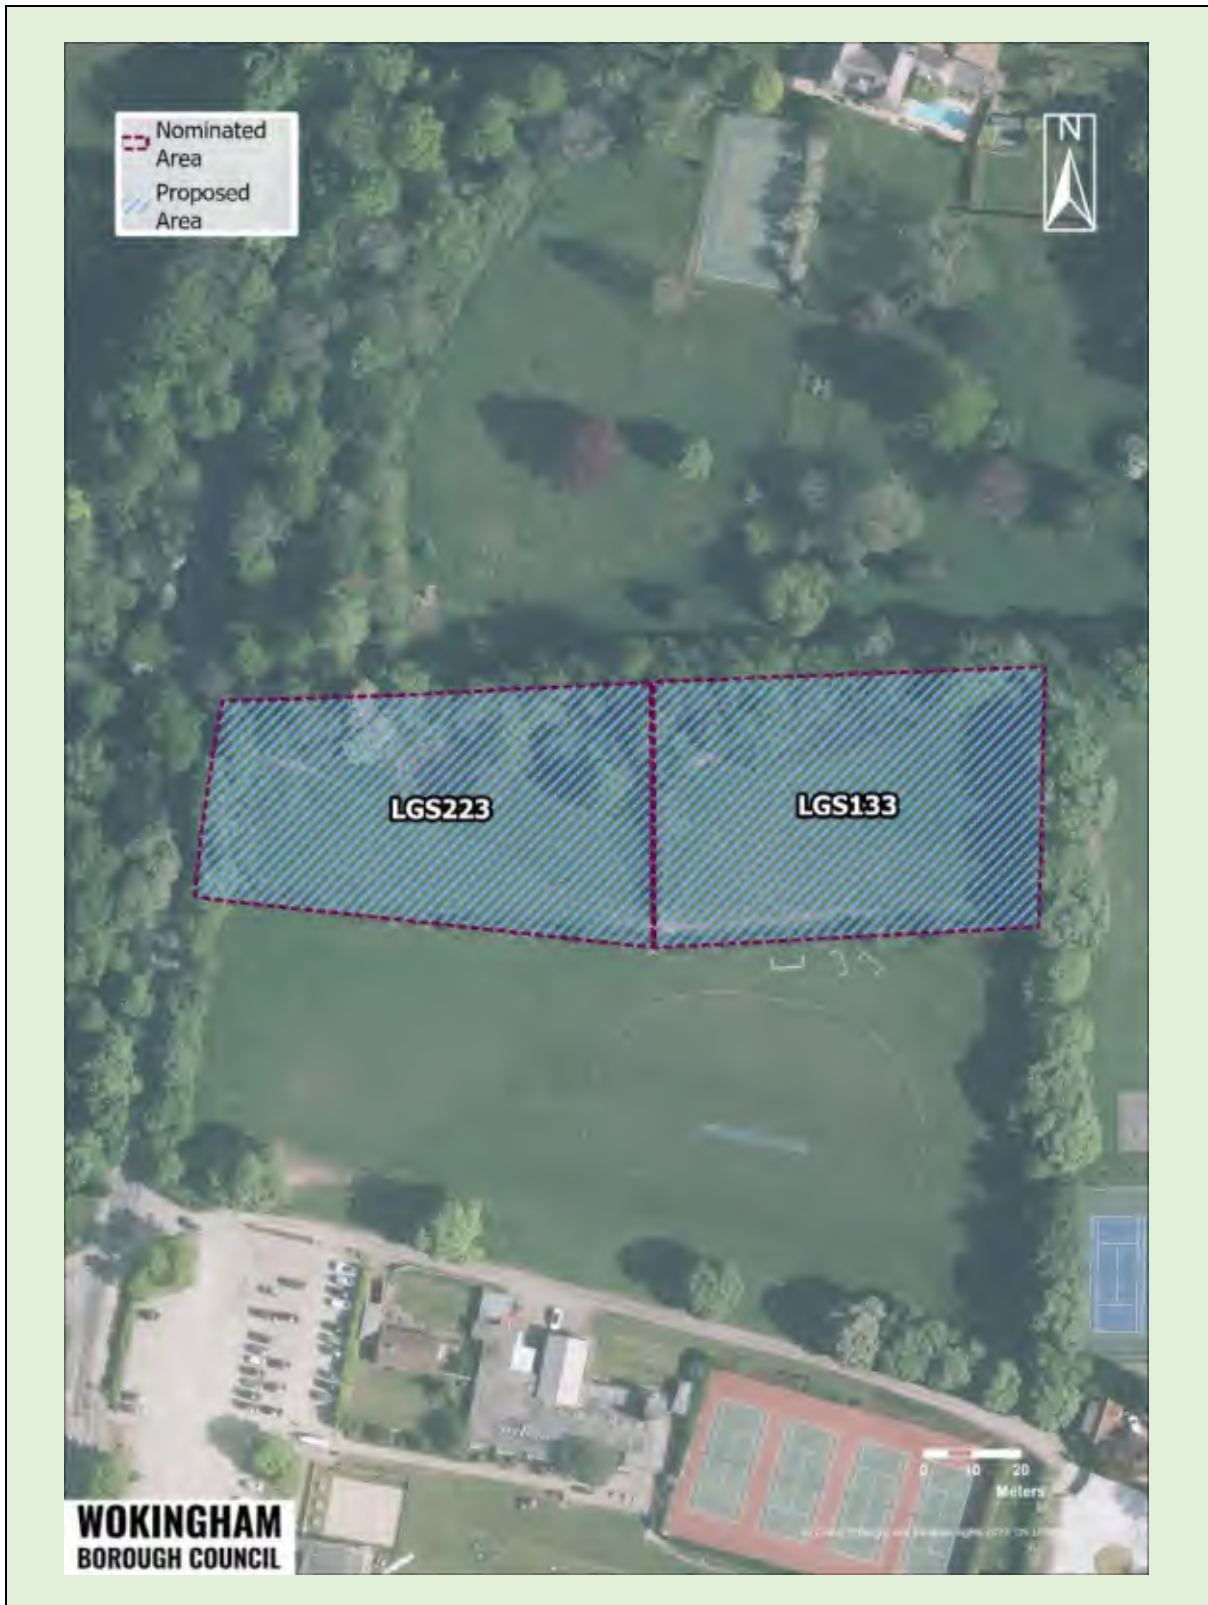 Nominated
Area
Proposed
Area
N
LGS223
LGS133
0 10 20
Meters
WOKINGHAM
BOROUGH COUNCIL